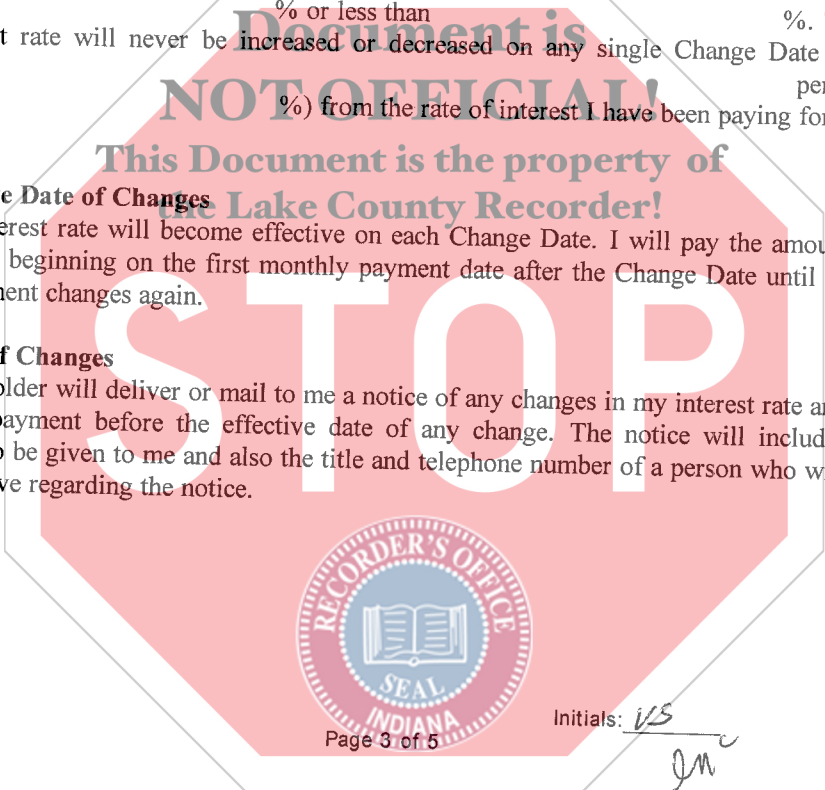 % or less than %.
t rate will never be increased or decreased on any single Change Date
per
%) from the rate of interest I have been paying for
Document is
NOT OFFICIAL!
This Document is the property of
the Lake County Recorder!
e Date of Changes
erest rate will become effective on each Change Date. I will pay the amou
beginning on the first monthly payment date after the Change Date until
ent changes again.
f Changes
older will deliver or mail to me a notice of any changes in my interest rate a
ayment before the effective date of any change. The notice will includ
o be given to me and also the title and telephone number of a person who w
ve regarding the notice.
STOP
RECORDER'S OFFICE
SEAL
INDIANA
Initials: VS
Page 3 of 5